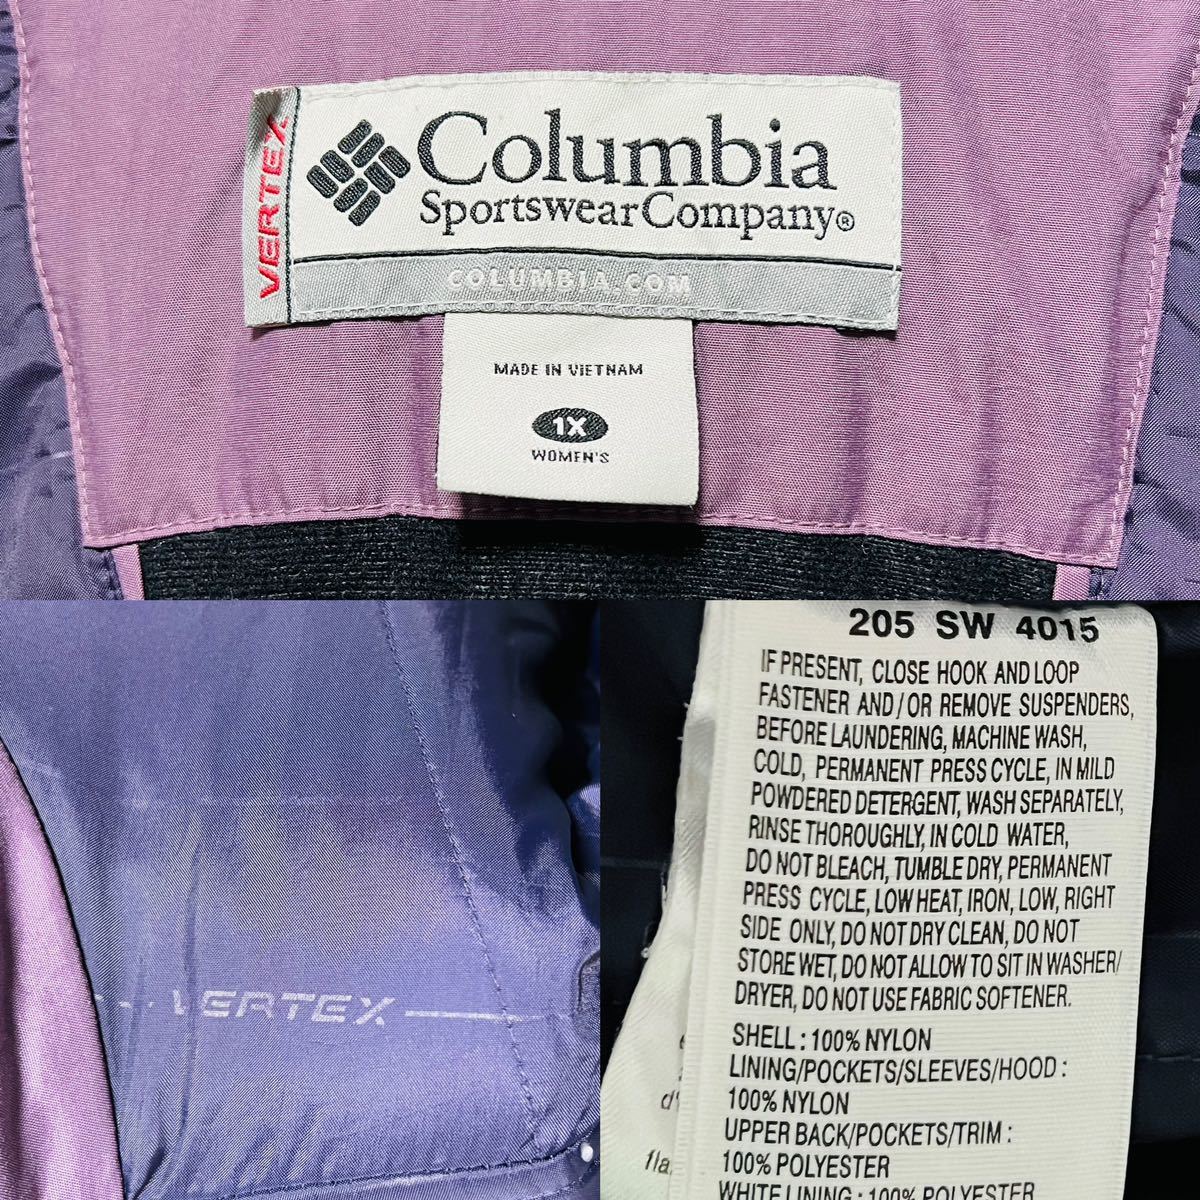 VERTEX
Columbia
Sportswear Company®
COLUMBIA.COM
MADE IN VIETNAM
1X
WOMEN'S
VERTEX
205 SW 4015
IF PRESENT, CLOSE HOOK AND LOOP
FASTENER AND/OR REMOVE SUSPENDERS,
BEFORE LAUNDERING, MACHINE WASH,
COLD, PERMANENT PRESS CYCLE, IN MILD
POWDERED DETERGENT, WASH SEPARATELY,
RINSE THOROUGHLY, IN COLD WATER,
DO NOT BLEACH, TUMBLE DRY, PERMANENT
PRESS CYCLE, LOW HEAT, IRON, LOW, RIGHT
SIDE ONLY, DO NOT DRY CLEAN, DO NOT
STORE WET, DO NOT ALLOW TO SIT IN WASHER/
DRYER, DO NOT USE FABRIC SOFTENER.
SHELL : 100% NYLON
LINING/POCKETS/SLEEVES/HOOD :
100% NYLON
UPPER BACK/POCKETS/TRIM :
100% POLYESTER
WHITE LINING : 100% POLYESTER